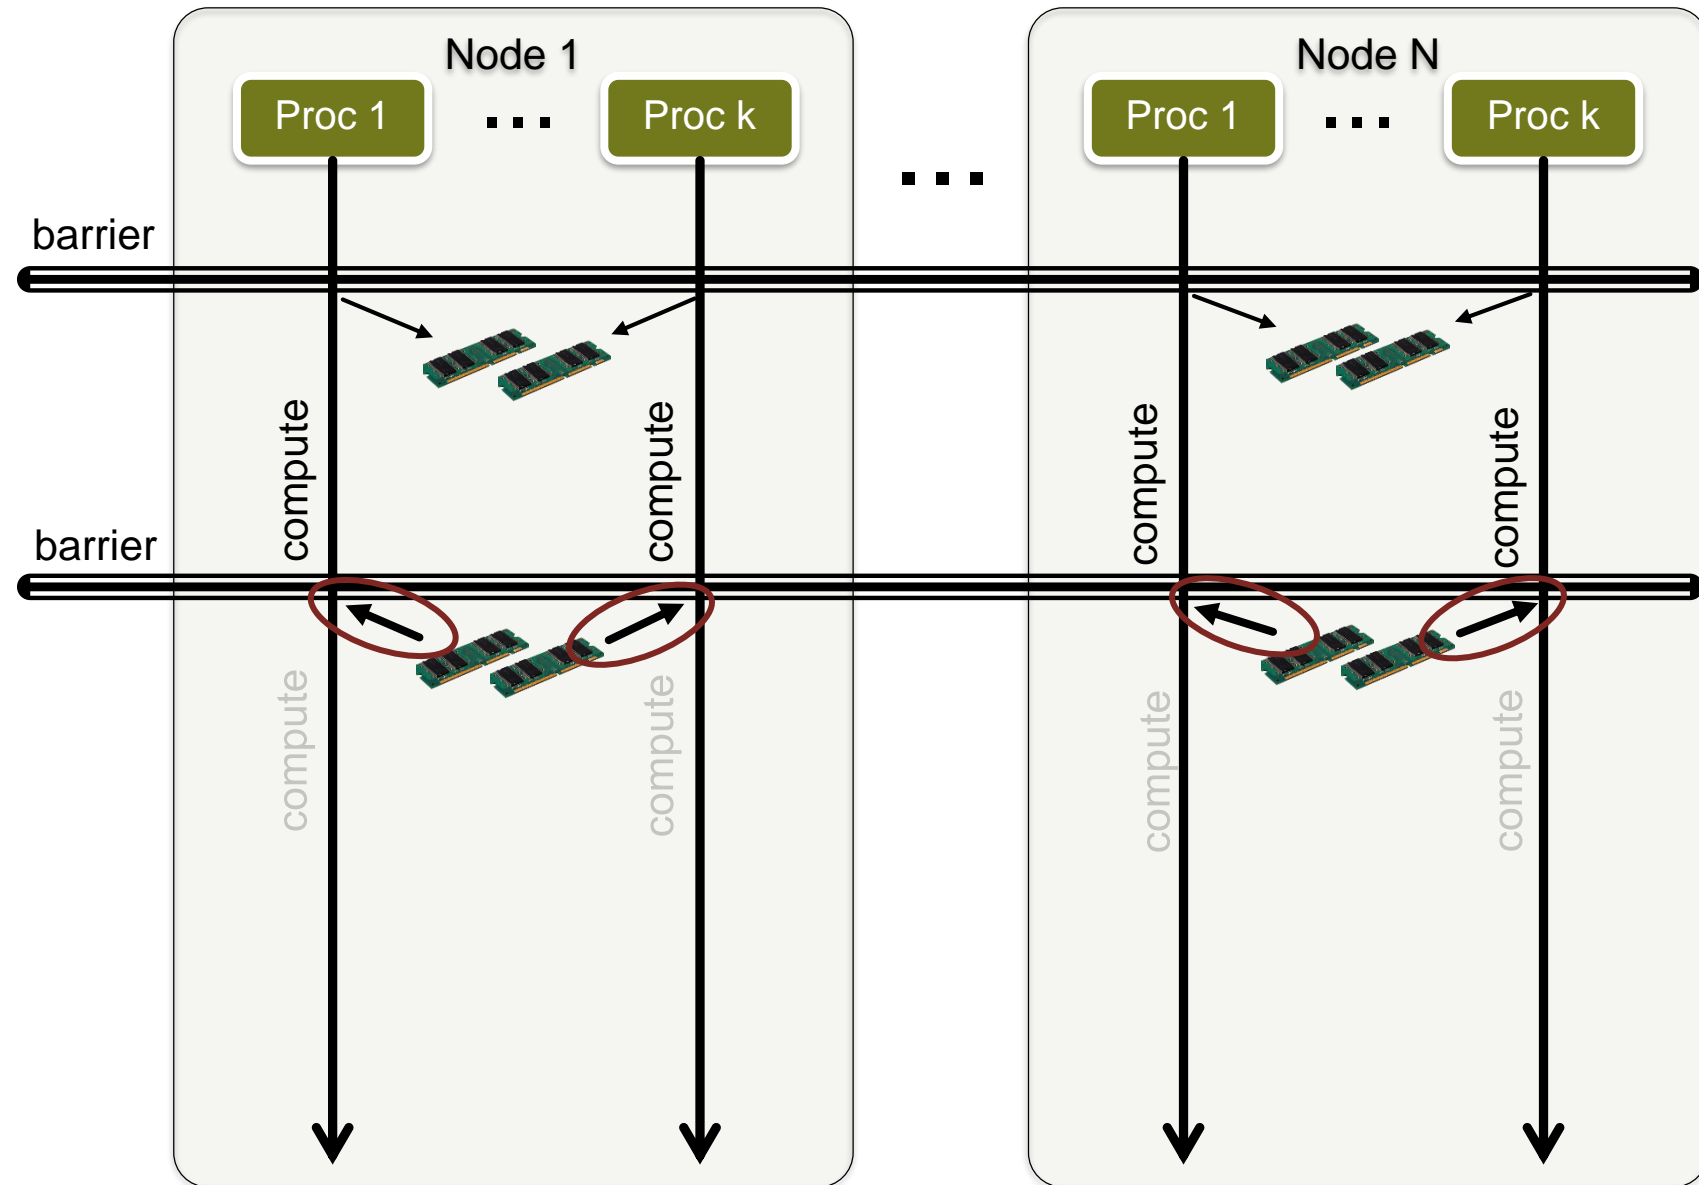 Node 1
Node N
Proc 1
...
Proc k
...
Proc 1
...
Proc k
barrier
compute
compute
compute
compute
barrier
compute
compute
compute
compute